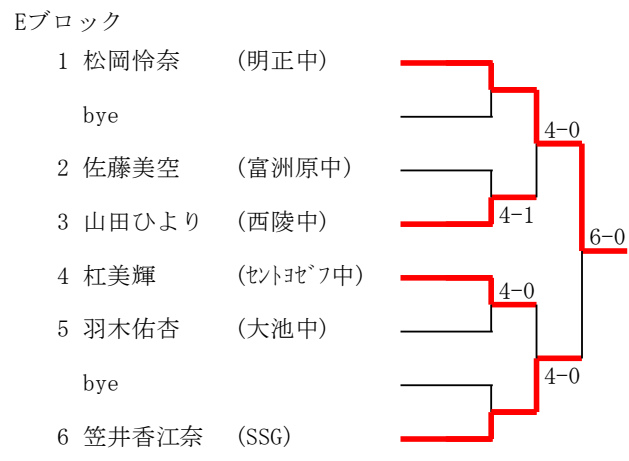 Eブロック
1 松岡怜奈 (明正中)
bye
4-0
2 佐藤美空 (富洲原中)
3 山田ひより (西陵中) 4-1
6-0
4 杠美輝 (ｾﾝﾄﾖｾﾞﾌ中) 4-0
5 羽木佑杏 (大池中)
bye 4-0
6 笠井香江奈 (SSG)